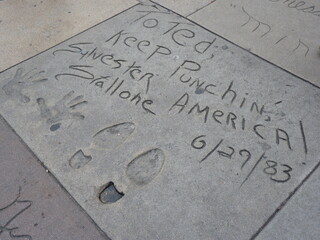 To Ted,
KEEP PUNCHIN',
AMERICA!
Sylvester
Stallone
6/29/83